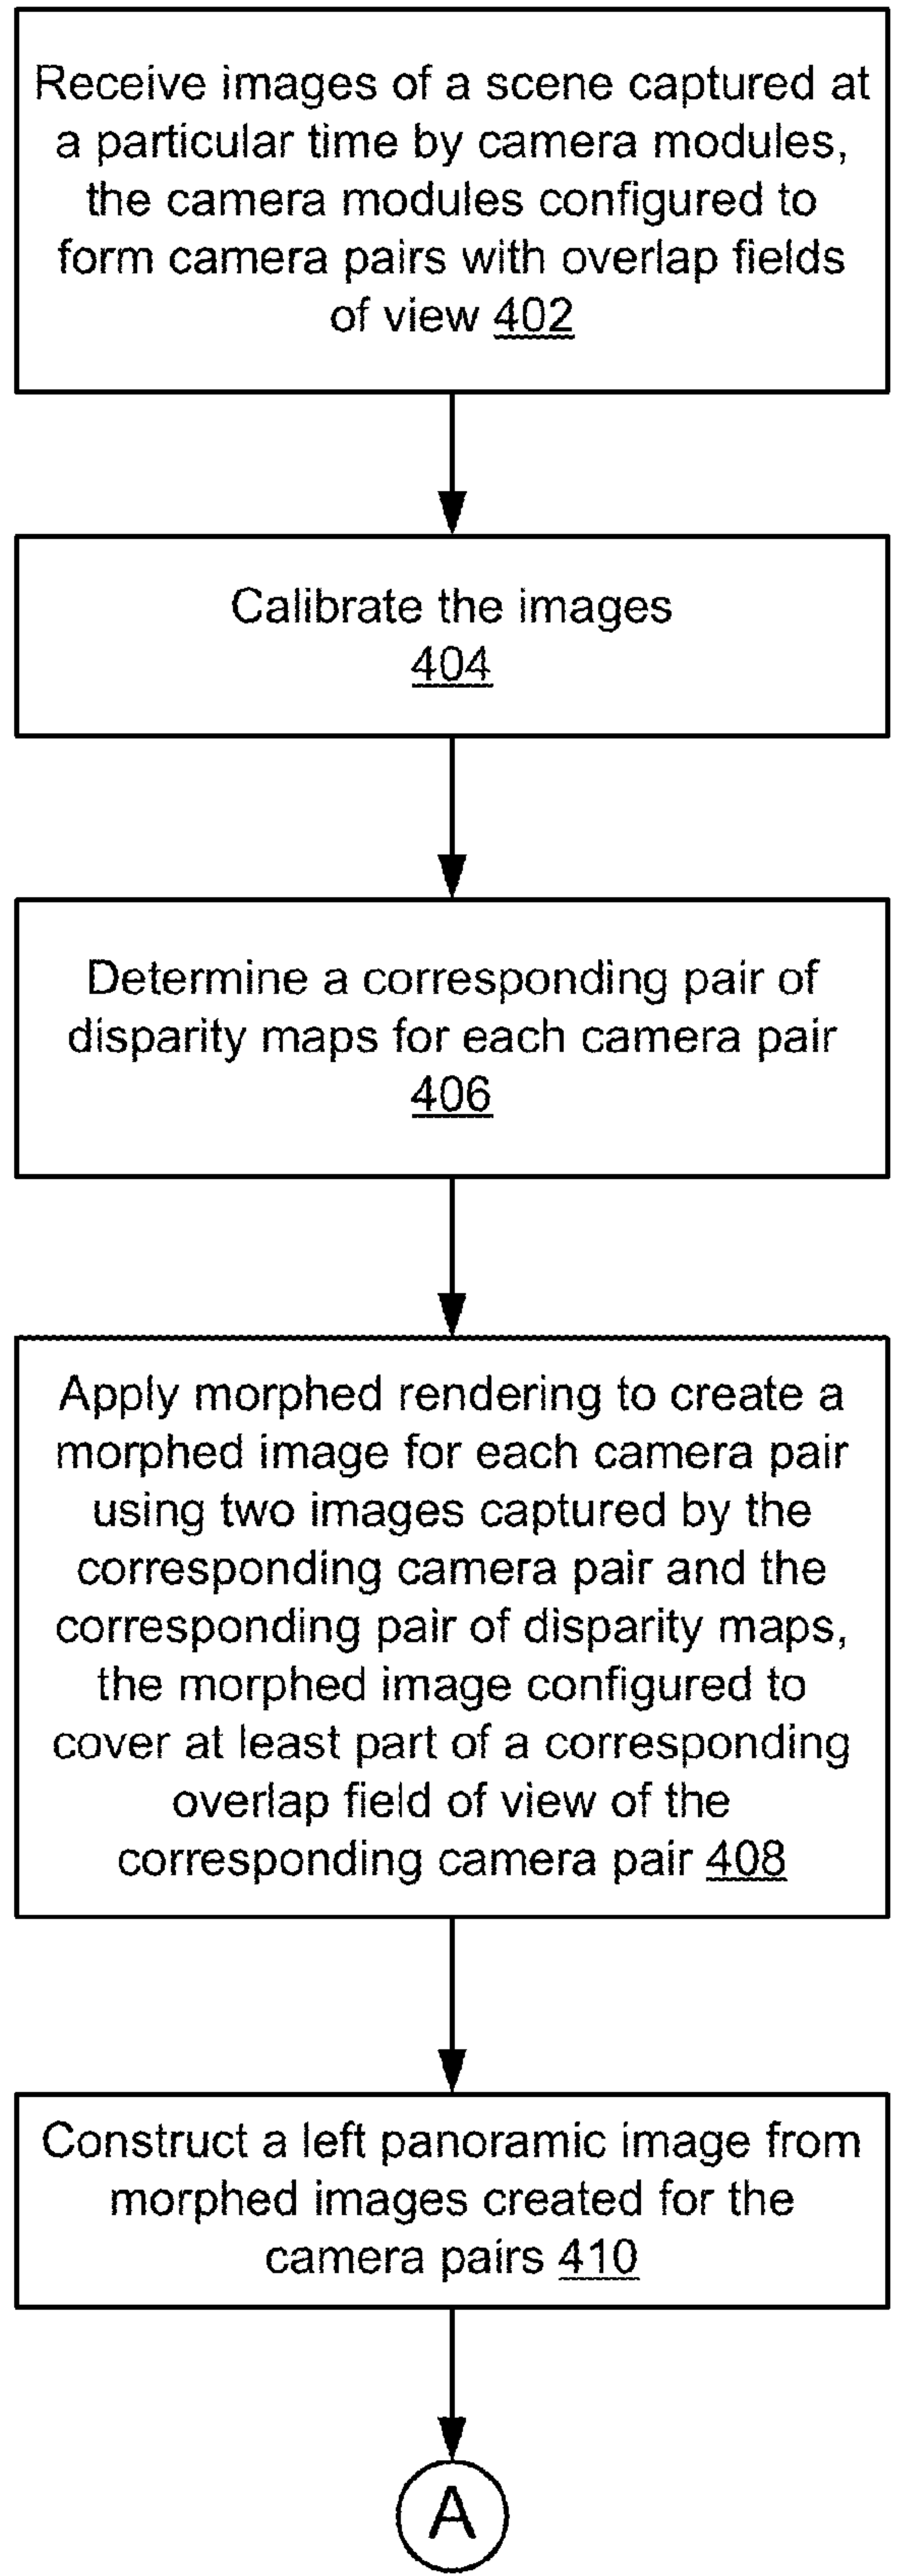 Receive images of a scene captured at
a particular time by camera modules,
the camera modules configured to
form camera pairs with overlap fields
of view 402
Calibrate the images
404
Determine a corresponding pair of
disparity maps for each camera pair
406
Apply morphed rendering to create a
morphed image for each camera pair
using two images captured by the
corresponding camera pair and the
corresponding pair of disparity maps,
the morphed image configured to
cover at least part of a corresponding
overlap field of view of the
corresponding camera pair 408
Construct a left panoramic image from
morphed images created for the
camera pairs 410
A